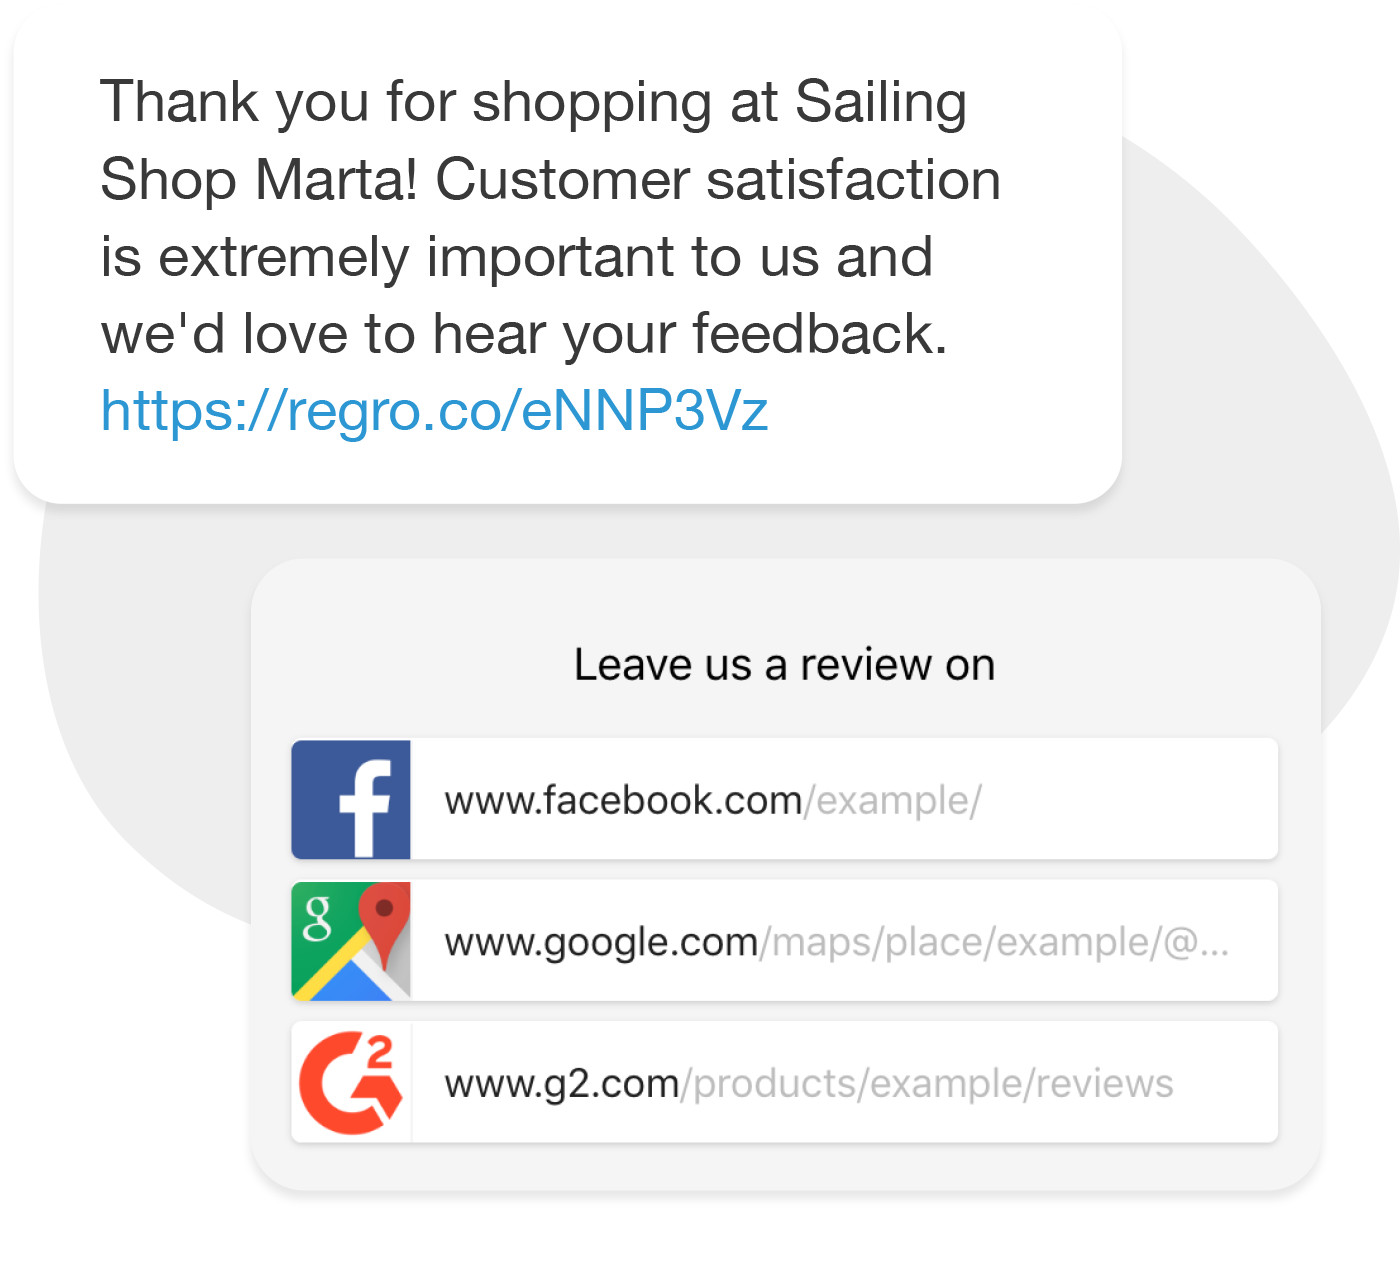 Thank you for shopping at Sailing
Shop Marta! Customer satisfaction
is extremely important to us and
we'd love to hear your feedback.
https://regro.co/eNNP3Vz
Leave us a review on
f
www.facebook.com/example/
g
www.google.com/maps/place/example/@...
G2
www.g2.com/products/example/reviews